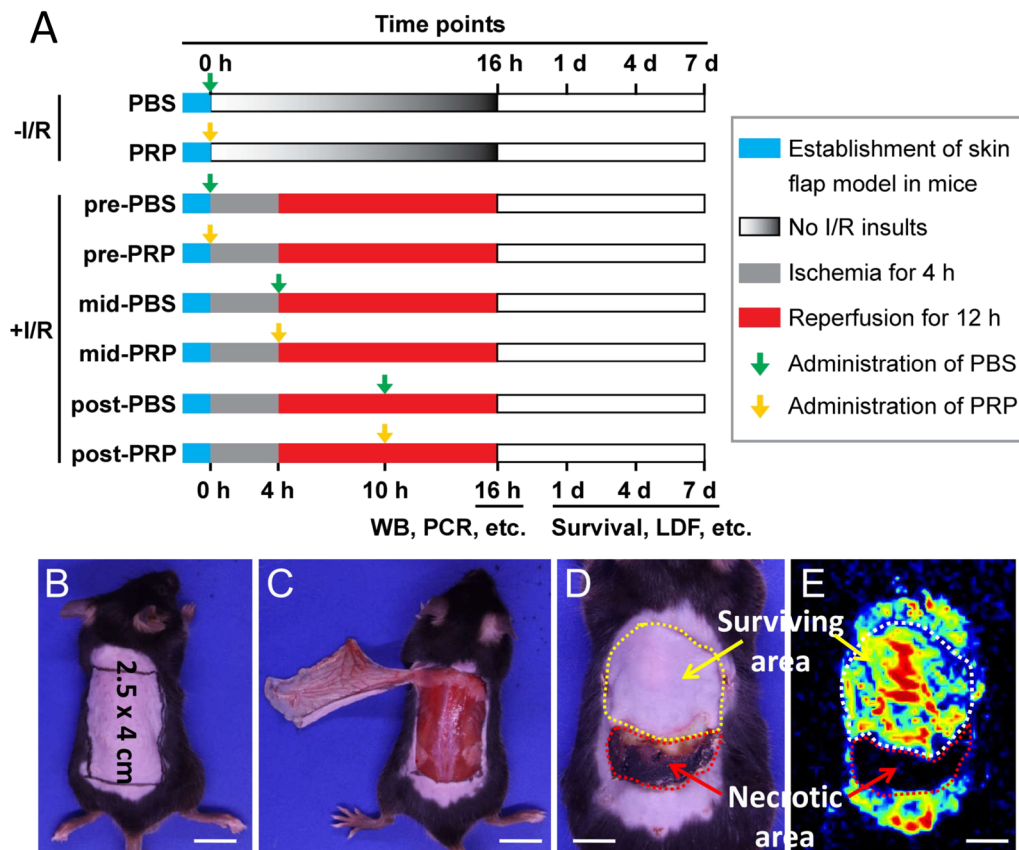 A
Time points
0 h 16 h 1 d 4 d 7 d
-I/R
PBS
PRP
+I/R
pre-PBS
pre-PRP
mid-PBS
mid-PRP
post-PBS
post-PRP
0 h 4 h 10 h 16 h 1 d 4 d 7 d
WB, PCR, etc. Survival, LDF, etc.
Establishment of skin
flap model in mice
No I/R insults
Ischemia for 4 h
Reperfusion for 12 h
Administration of PBS
Administration of PRP
B
2.5 x 4 cm
C
D
E
Surviving
area
Necrotic
area